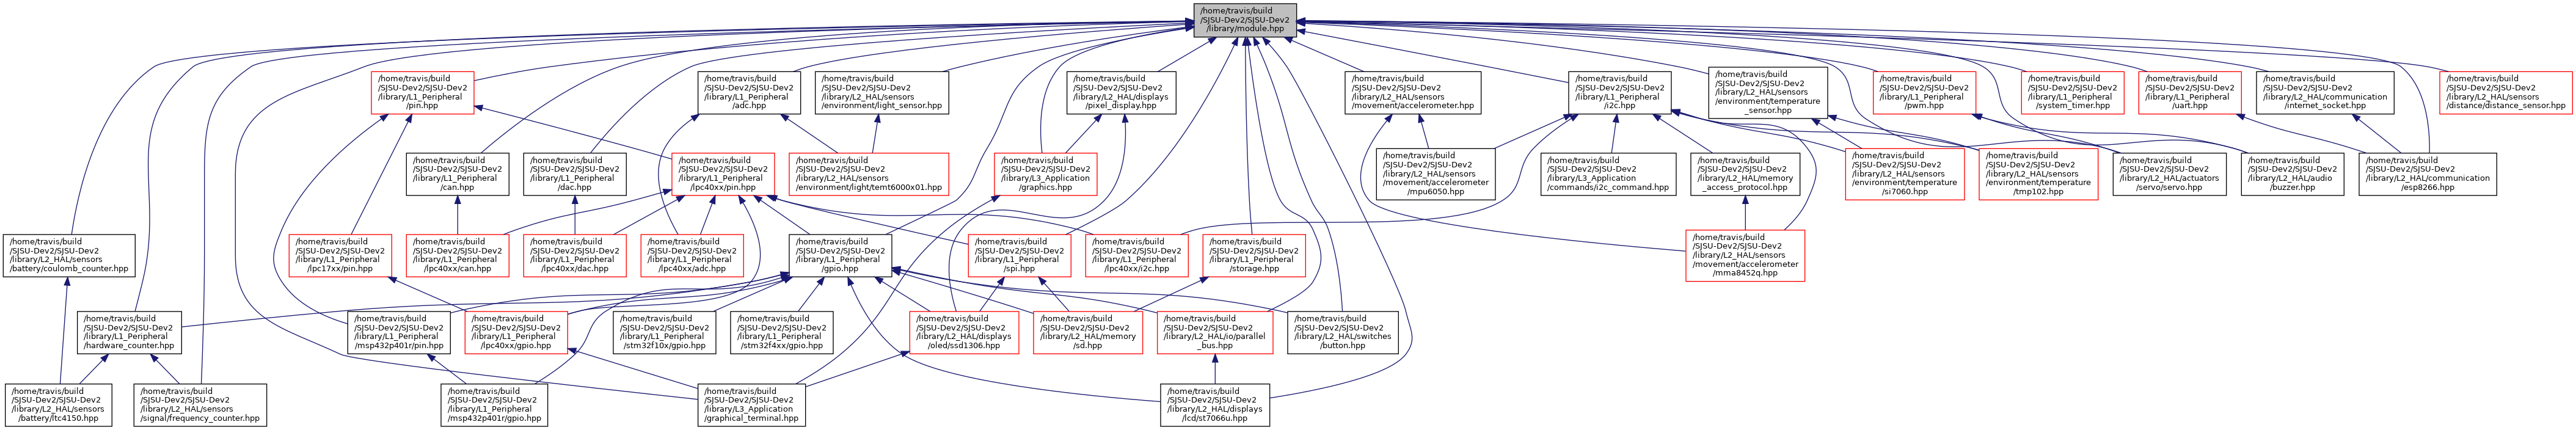 /home/travis/build
/SJSU-Dev2/SJSU-Dev2
/library/module.hpp
/home/travis/build
/SJSU-Dev2/SJSU-Dev2
/library/L1_Peripheral
/pin.hpp
/home/travis/build
/SJSU-Dev2/SJSU-Dev2
/library/L1_Peripheral
/adc.hpp
/home/travis/build
/SJSU-Dev2/SJSU-Dev2
/library/L2_HAL/sensors
/environment/light_sensor.hpp
/home/travis/build
/SJSU-Dev2/SJSU-Dev2
/library/L2_HAL/displays
/pixel_display.hpp
/home/travis/build
/SJSU-Dev2/SJSU-Dev2
/library/L2_HAL/sensors
/movement/accelerometer.hpp
/home/travis/build
/SJSU-Dev2/SJSU-Dev2
/library/L1_Peripheral
/i2c.hpp
/home/travis/build
/SJSU-Dev2/SJSU-Dev2
/library/L2_HAL/sensors
/environment/temperature
_sensor.hpp
/home/travis/build
/SJSU-Dev2/SJSU-Dev2
/library/L1_Peripheral
/pwm.hpp
/home/travis/build
/SJSU-Dev2/SJSU-Dev2
/library/L1_Peripheral
/system_timer.hpp
/home/travis/build
/SJSU-Dev2/SJSU-Dev2
/library/L1_Peripheral
/uart.hpp
/home/travis/build
/SJSU-Dev2/SJSU-Dev2
/library/L2_HAL/communication
/internet_socket.hpp
/home/travis/build
/SJSU-Dev2/SJSU-Dev2
/library/L2_HAL/sensors
/distance/distance_sensor.hpp
/home/travis/build
/SJSU-Dev2/SJSU-Dev2
/library/L1_Peripheral
/can.hpp
/home/travis/build
/SJSU-Dev2/SJSU-Dev2
/library/L1_Peripheral
/dac.hpp
/home/travis/build
/SJSU-Dev2/SJSU-Dev2
/library/L1_Peripheral
/lpc40xx/pin.hpp
/home/travis/build
/SJSU-Dev2/SJSU-Dev2
/library/L2_HAL/sensors
/environment/light/temt6000x01.hpp
/home/travis/build
/SJSU-Dev2/SJSU-Dev2
/library/L3_Application
/graphics.hpp
/home/travis/build
/SJSU-Dev2/SJSU-Dev2
/library/L2_HAL/sensors
/movement/accelerometer
/mpu6050.hpp
/home/travis/build
/SJSU-Dev2/SJSU-Dev2
/library/L3_Application
/commands/i2c_command.hpp
/home/travis/build
/SJSU-Dev2/SJSU-Dev2
/library/L2_HAL/memory
_access_protocol.hpp
/home/travis/build
/SJSU-Dev2/SJSU-Dev2
/library/L2_HAL/sensors
/environment/temperature
/si7060.hpp
/home/travis/build
/SJSU-Dev2/SJSU-Dev2
/library/L2_HAL/sensors
/environment/temperature
/tmp102.hpp
/home/travis/build
/SJSU-Dev2/SJSU-Dev2
/library/L2_HAL/actuators
/servo/servo.hpp
/home/travis/build
/SJSU-Dev2/SJSU-Dev2
/library/L2_HAL/audio
/buzzer.hpp
/home/travis/build
/SJSU-Dev2/SJSU-Dev2
/library/L2_HAL/communication
/esp8266.hpp
/home/travis/build
/SJSU-Dev2/SJSU-Dev2
/library/L2_HAL/sensors
/battery/coulomb_counter.hpp
/home/travis/build
/SJSU-Dev2/SJSU-Dev2
/library/L1_Peripheral
/lpc17xx/pin.hpp
/home/travis/build
/SJSU-Dev2/SJSU-Dev2
/library/L1_Peripheral
/lpc40xx/can.hpp
/home/travis/build
/SJSU-Dev2/SJSU-Dev2
/library/L1_Peripheral
/lpc40xx/dac.hpp
/home/travis/build
/SJSU-Dev2/SJSU-Dev2
/library/L1_Peripheral
/lpc40xx/adc.hpp
/home/travis/build
/SJSU-Dev2/SJSU-Dev2
/library/L1_Peripheral
/gpio.hpp
/home/travis/build
/SJSU-Dev2/SJSU-Dev2
/library/L1_Peripheral
/spi.hpp
/home/travis/build
/SJSU-Dev2/SJSU-Dev2
/library/L1_Peripheral
/lpc40xx/i2c.hpp
/home/travis/build
/SJSU-Dev2/SJSU-Dev2
/library/L1_Peripheral
/storage.hpp
/home/travis/build
/SJSU-Dev2/SJSU-Dev2
/library/L2_HAL/sensors
/movement/accelerometer
/mma8452q.hpp
/home/travis/build
/SJSU-Dev2/SJSU-Dev2
/library/L1_Peripheral
/hardware_counter.hpp
/home/travis/build
/SJSU-Dev2/SJSU-Dev2
/library/L1_Peripheral
/msp432p401r/pin.hpp
/home/travis/build
/SJSU-Dev2/SJSU-Dev2
/library/L1_Peripheral
/lpc40xx/gpio.hpp
/home/travis/build
/SJSU-Dev2/SJSU-Dev2
/library/L1_Peripheral
/stm32f10x/gpio.hpp
/home/travis/build
/SJSU-Dev2/SJSU-Dev2
/library/L1_Peripheral
/stm32f4xx/gpio.hpp
/home/travis/build
/SJSU-Dev2/SJSU-Dev2
/library/L2_HAL/displays
/oled/ssd1306.hpp
/home/travis/build
/SJSU-Dev2/SJSU-Dev2
/library/L2_HAL/memory
/sd.hpp
/home/travis/build
/SJSU-Dev2/SJSU-Dev2
/library/L2_HAL/io/parallel
_bus.hpp
/home/travis/build
/SJSU-Dev2/SJSU-Dev2
/library/L2_HAL/switches
/button.hpp
/home/travis/build
/SJSU-Dev2/SJSU-Dev2
/library/L2_HAL/sensors
/battery/ltc4150.hpp
/home/travis/build
/SJSU-Dev2/SJSU-Dev2
/library/L2_HAL/sensors
/signal/frequency_counter.hpp
/home/travis/build
/SJSU-Dev2/SJSU-Dev2
/library/L1_Peripheral
/msp432p401r/gpio.hpp
/home/travis/build
/SJSU-Dev2/SJSU-Dev2
/library/L3_Application
/graphical_terminal.hpp
/home/travis/build
/SJSU-Dev2/SJSU-Dev2
/library/L2_HAL/displays
/lcd/st7066u.hpp